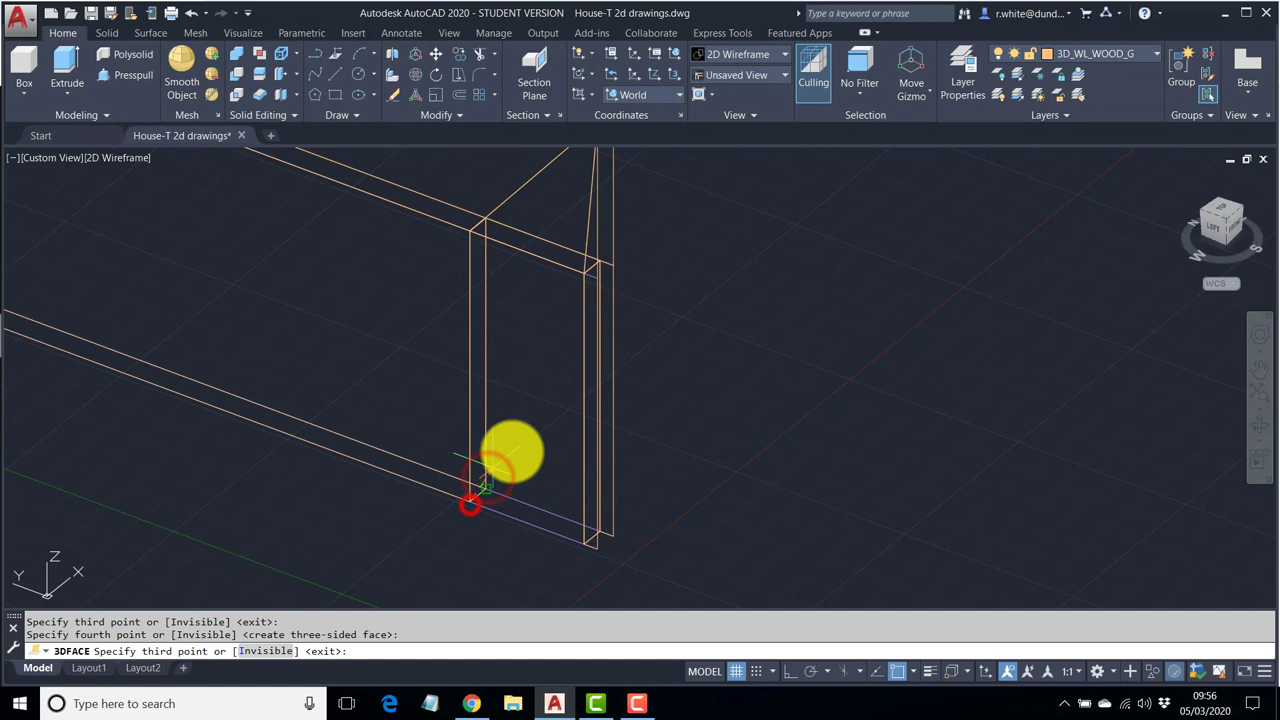 Autodesk AutoCAD 2020 - STUDENT VERSION House-T 2d drawings.dwg Type a keyword or phrase r.white@dund...
Home Solid Surface Mesh Visualize Parametric Insert Annotate View Manage Output Add-ins Collaborate Express Tools Featured Apps
Polysolid
Presspull
Box Extrude Smooth Object Section Plane
2D Wireframe
Unsaved View
World
Culling No Filter Move Gizmo Layer Properties
3D_WL_WOOD_G
Group Base
Modeling Mesh Solid Editing Draw Modify Section Coordinates View Selection Layers Groups View
Start House-T 2d drawings*
[−][Custom View][2D Wireframe]
TOP
LEFT FRONT
N W S
WCS
Z
Y X
Specify third point or [Invisible] <exit>:
Specify fourth point or [Invisible] <create three-sided face>:
3DFACE Specify third point or [Invisible] <exit>:
Model Layout1 Layout2 MODEL 1:1
Type here to search
09:56
05/03/2020